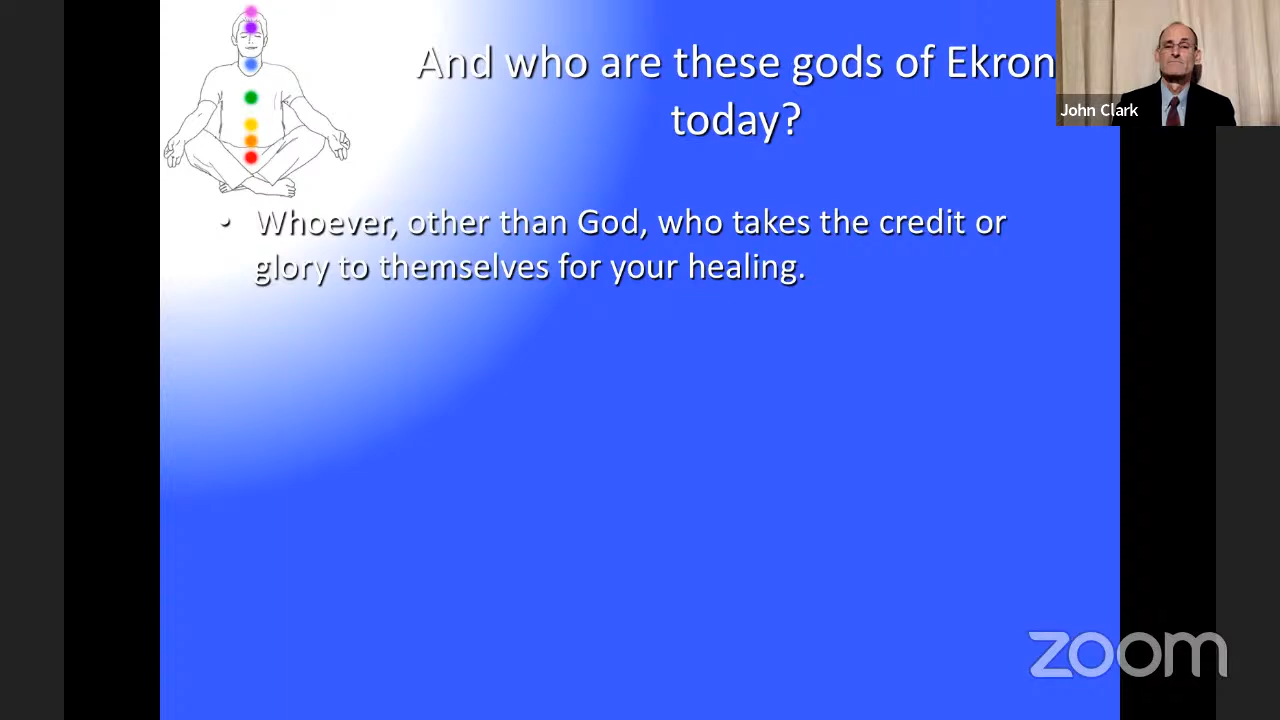 And who are these gods of Ekron
today?
John Clark
• Whoever, other than God, who takes the credit or
glory to themselves for your healing.
zoom